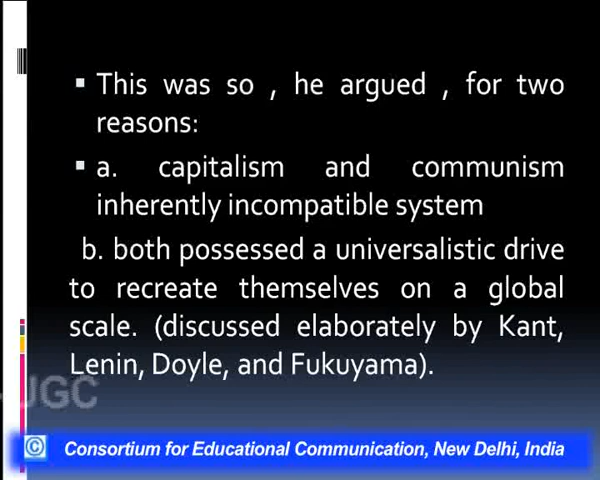 This was so , he argued , for two
reasons:
a. capitalism and communism
inherently incompatible system
b. both possessed a universalistic drive
to recreate themselves on a global
scale. (discussed elaborately by Kant,
Lenin, Doyle, and Fukuyama).
UGC
© Consortium for Educational Communication, New Delhi, India